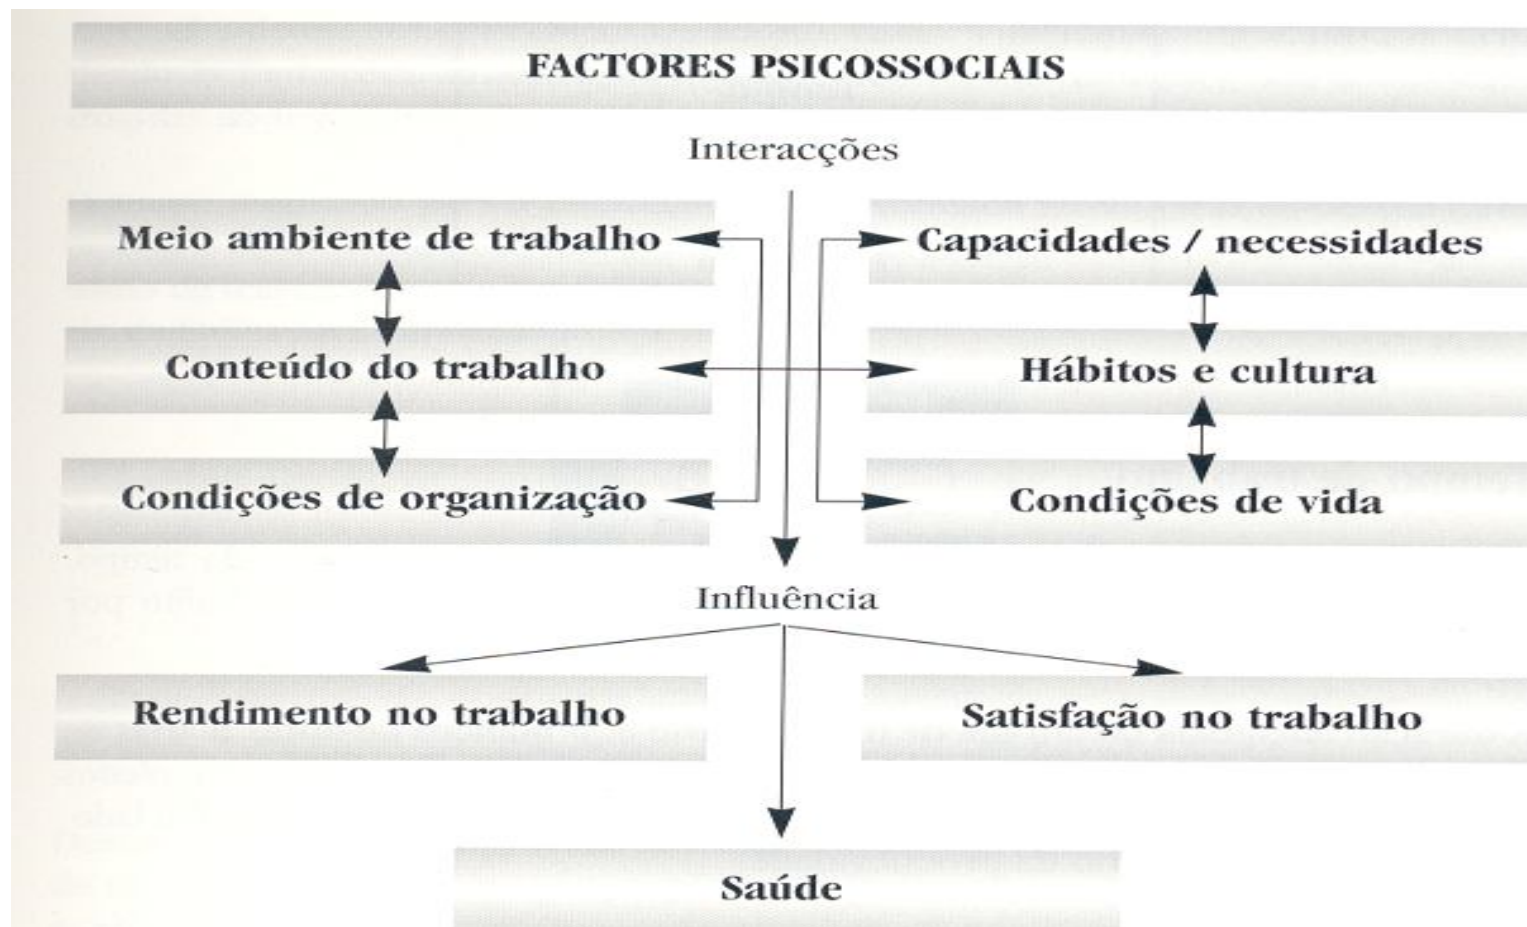 FACTORES PSICOSSOCIAIS
Interacções
Meio ambiente de trabalho
Capacidades / necessidades
Conteúdo do trabalho
Hábitos e cultura
Condições de organização
Condições de vida
Influência
Rendimento no trabalho
Satisfação no trabalho
Saúde